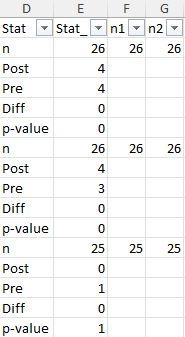 D E F G
Stat Stat_ n1 n2
n 26 26 26
Post 4
Pre 4
Diff 0
p-value 0
n 26 26 26
Post 4
Pre 3
Diff 0
p-value 0
n 25 25 25
Post 0
Pre 1
Diff 0
p-value 1